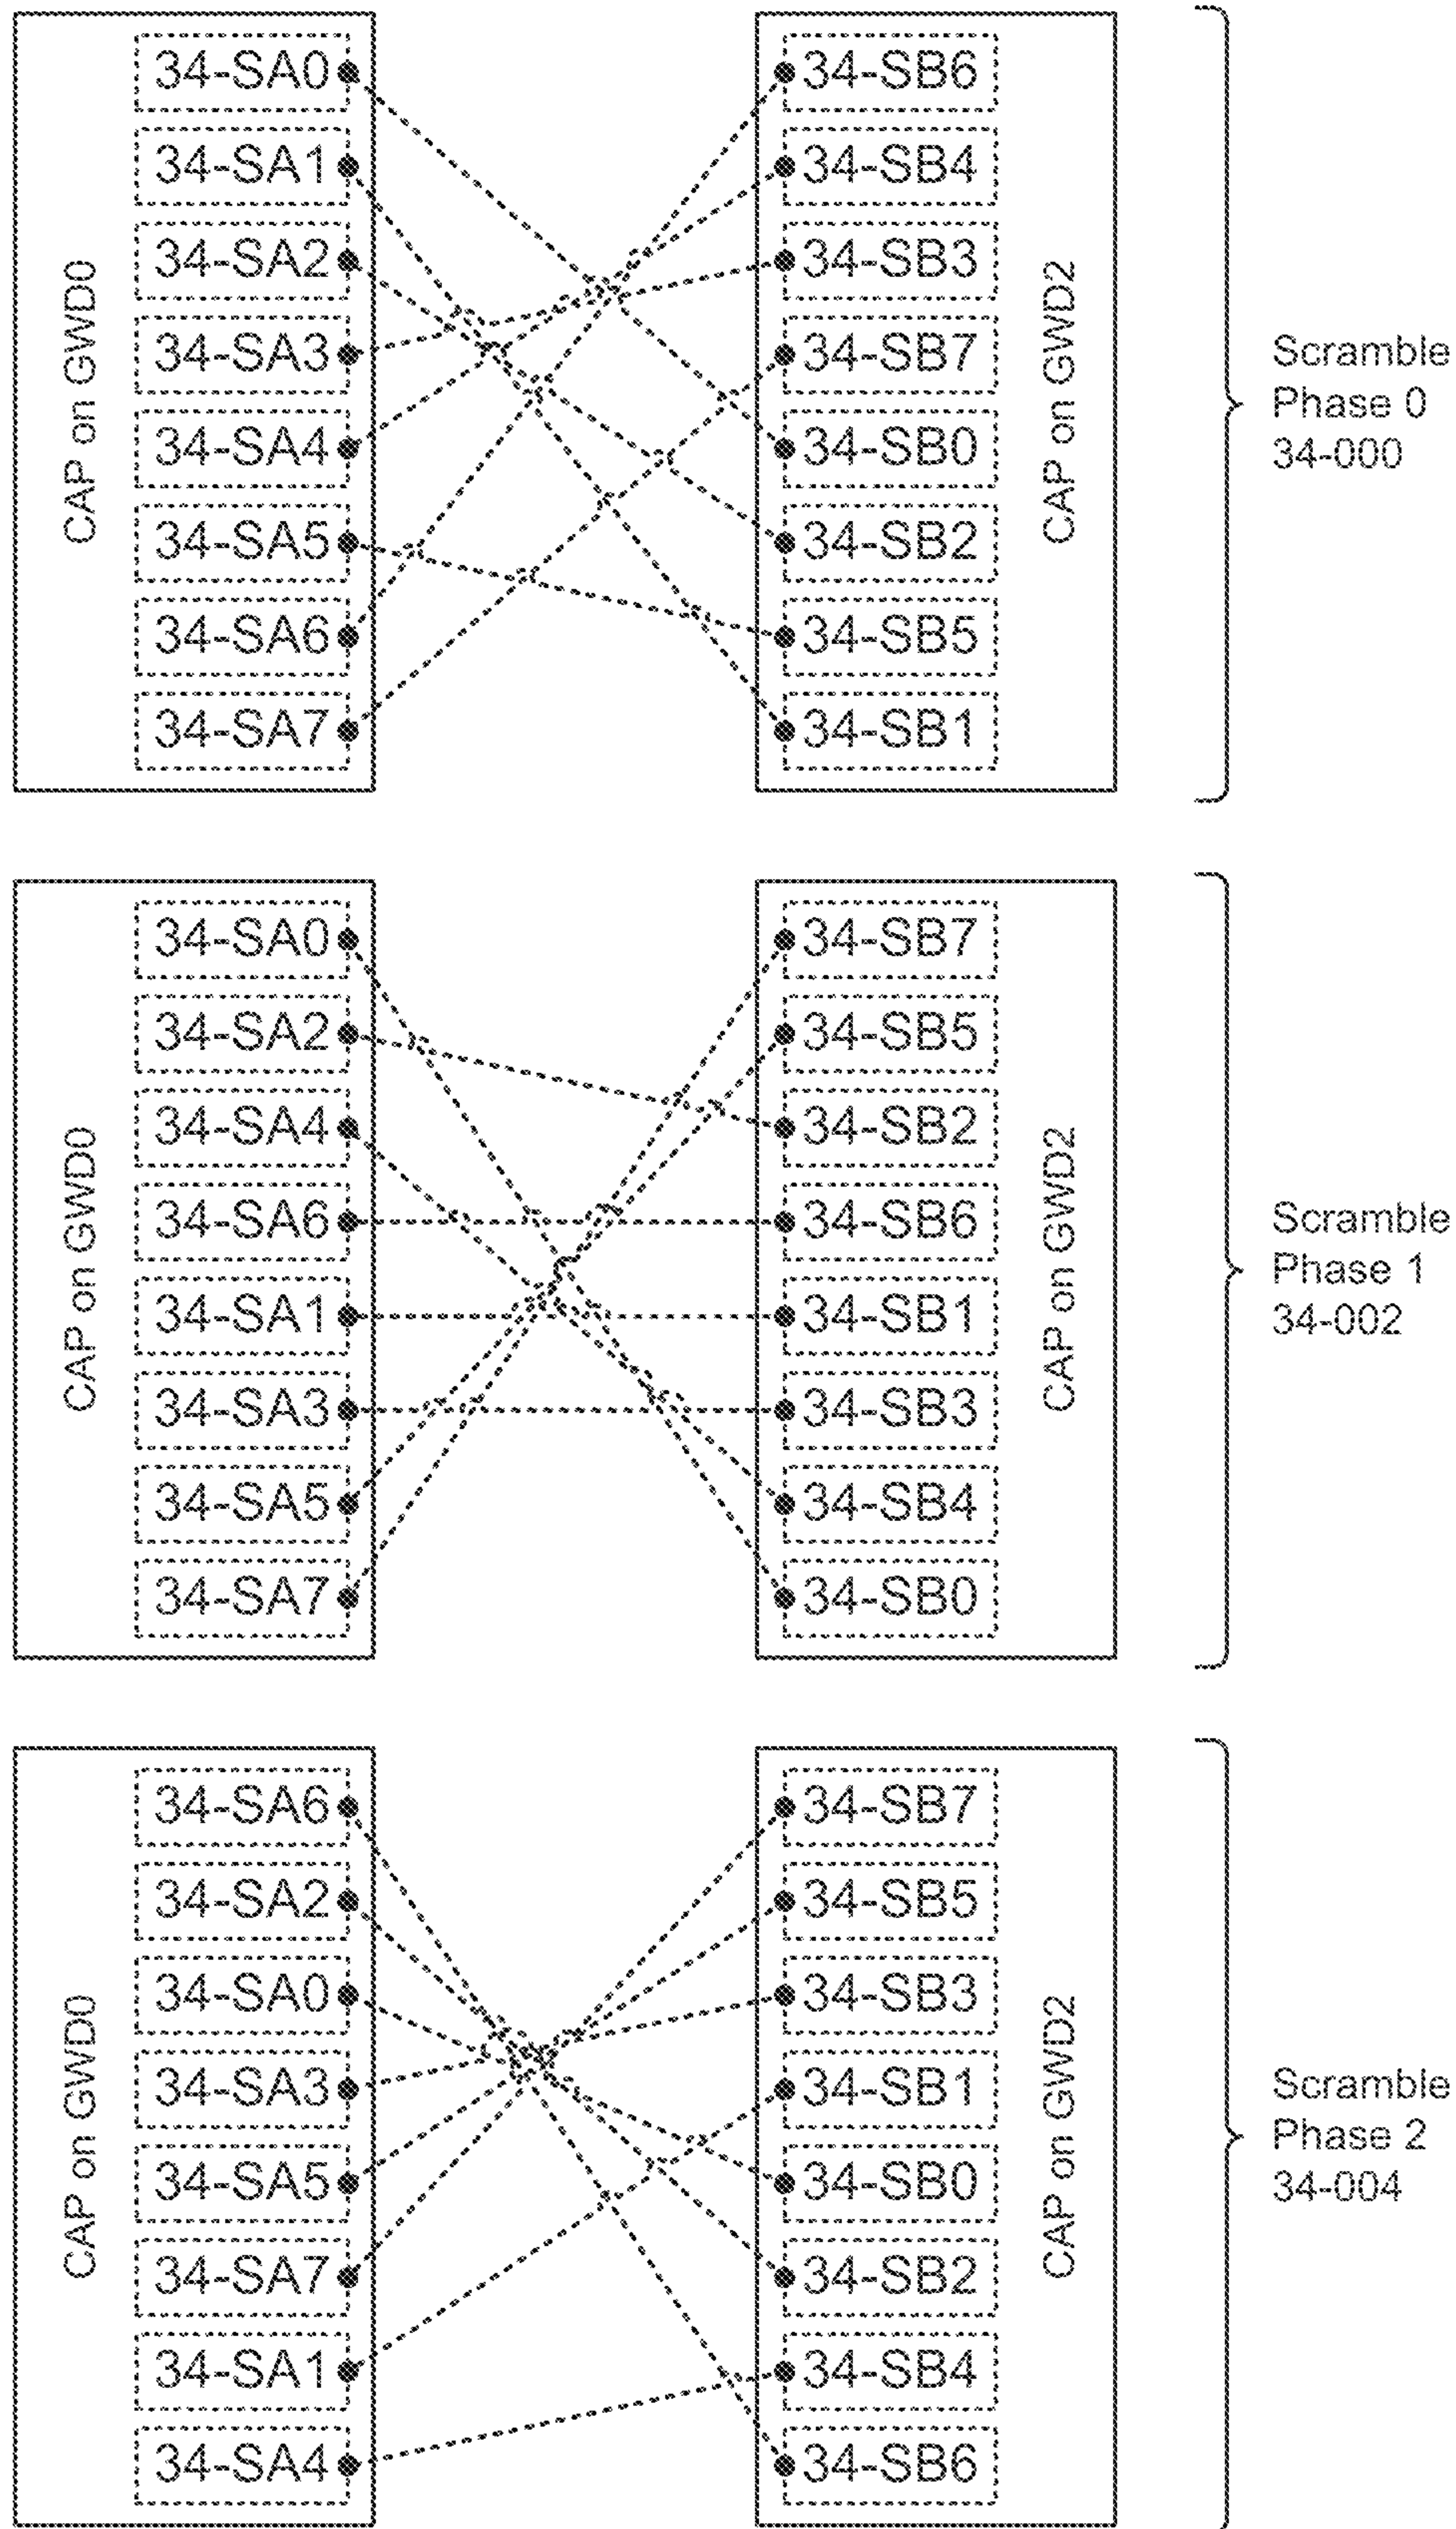 CAP on GWD0
34-SA0
34-SA1
34-SA2
34-SA3
34-SA4
34-SA5
34-SA6
34-SA7
34-SB6
34-SB4
34-SB3
34-SB7
34-SB0
34-SB2
34-SB5
34-SB1
CAP on GWD2
Scramble
Phase 0
34-000
CAP on GWD0
34-SA0
34-SA2
34-SA4
34-SA6
34-SA1
34-SA3
34-SA5
34-SA7
34-SB7
34-SB5
34-SB2
34-SB6
34-SB1
34-SB3
34-SB4
34-SB0
CAP on GWD2
Scramble
Phase 1
34-002
CAP on GWD0
34-SA6
34-SA2
34-SA0
34-SA3
34-SA5
34-SA7
34-SA1
34-SA4
34-SB7
34-SB5
34-SB3
34-SB1
34-SB0
34-SB2
34-SB4
34-SB6
CAP on GWD2
Scramble
Phase 2
34-004